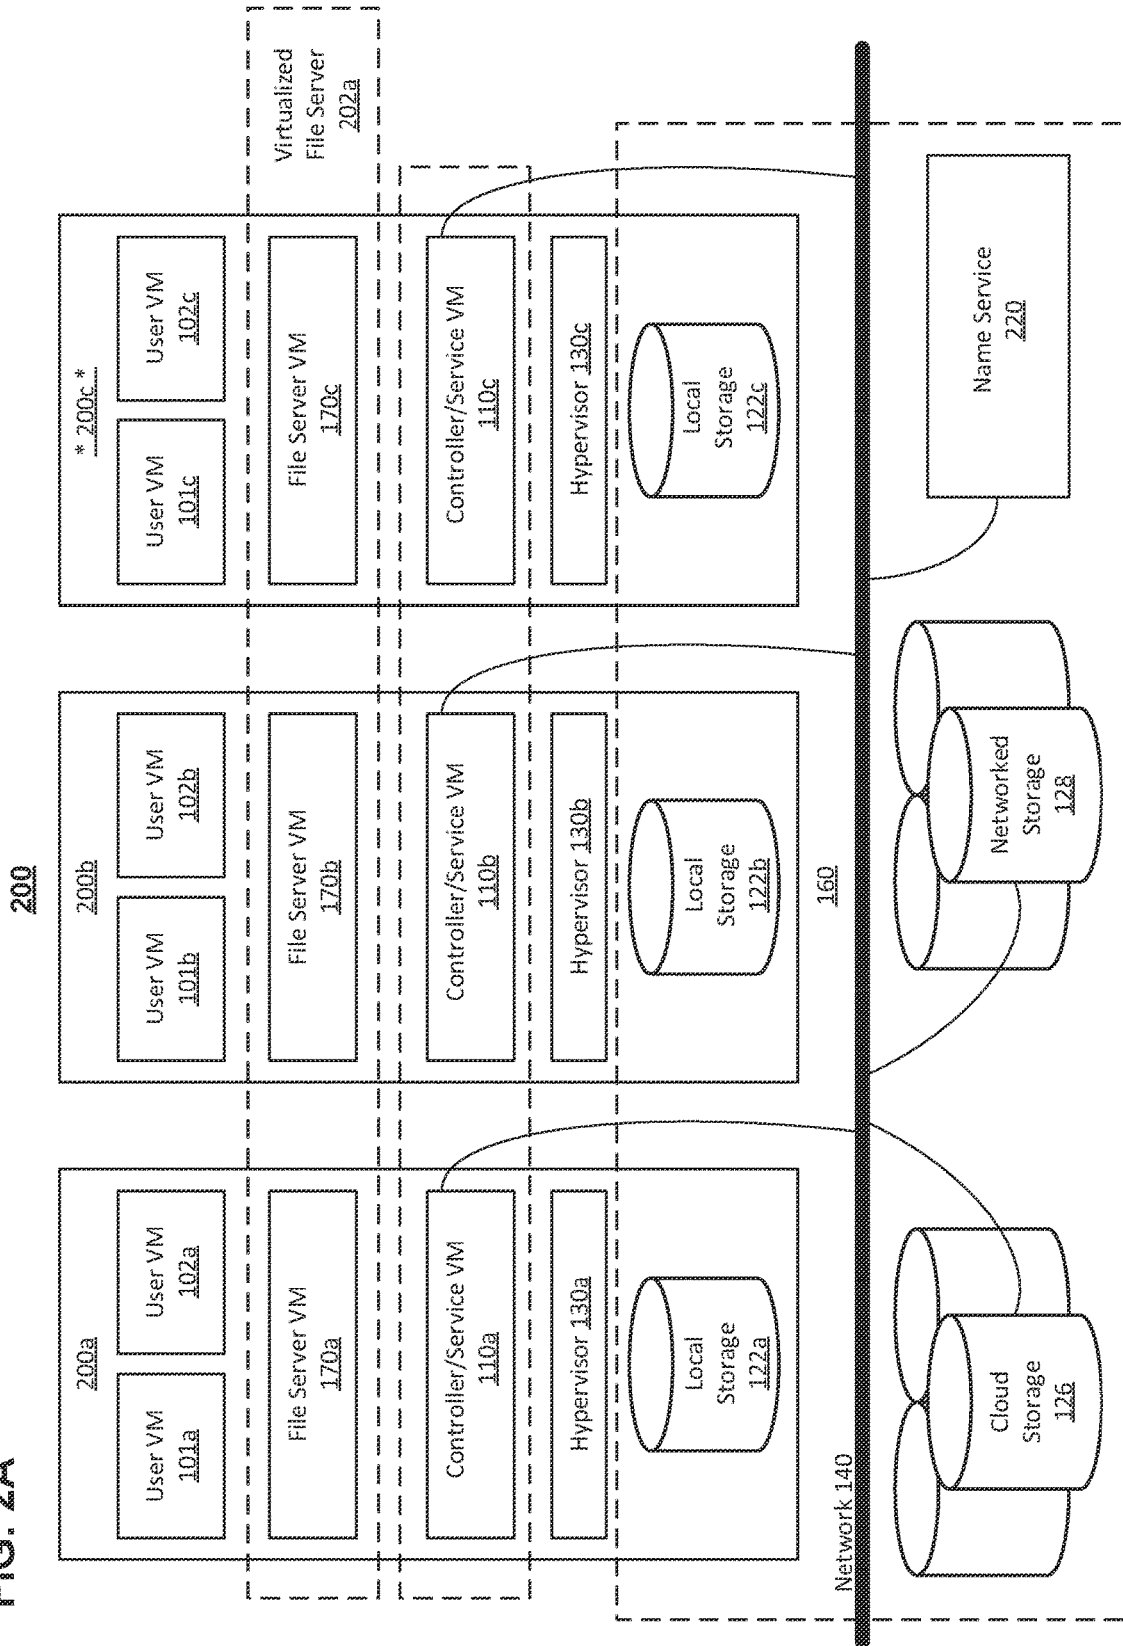 FIG. 2A
200
200a
User VM
101a
User VM
102a
File Server VM
170a
Controller/Service VM
110a
Hypervisor 130a
Local
Storage
122a
200b
User VM
101b
User VM
102b
File Server VM
170b
Controller/Service VM
110b
Hypervisor 130b
Local
Storage
122b
* 200c *
User VM
101c
User VM
102c
File Server VM
170c
Controller/Service VM
110c
Hypervisor 130c
Local
Storage
122c
Virtualized
File Server
202a
160
Network 140
Cloud
Storage
126
Networked
Storage
128
Name Service
220